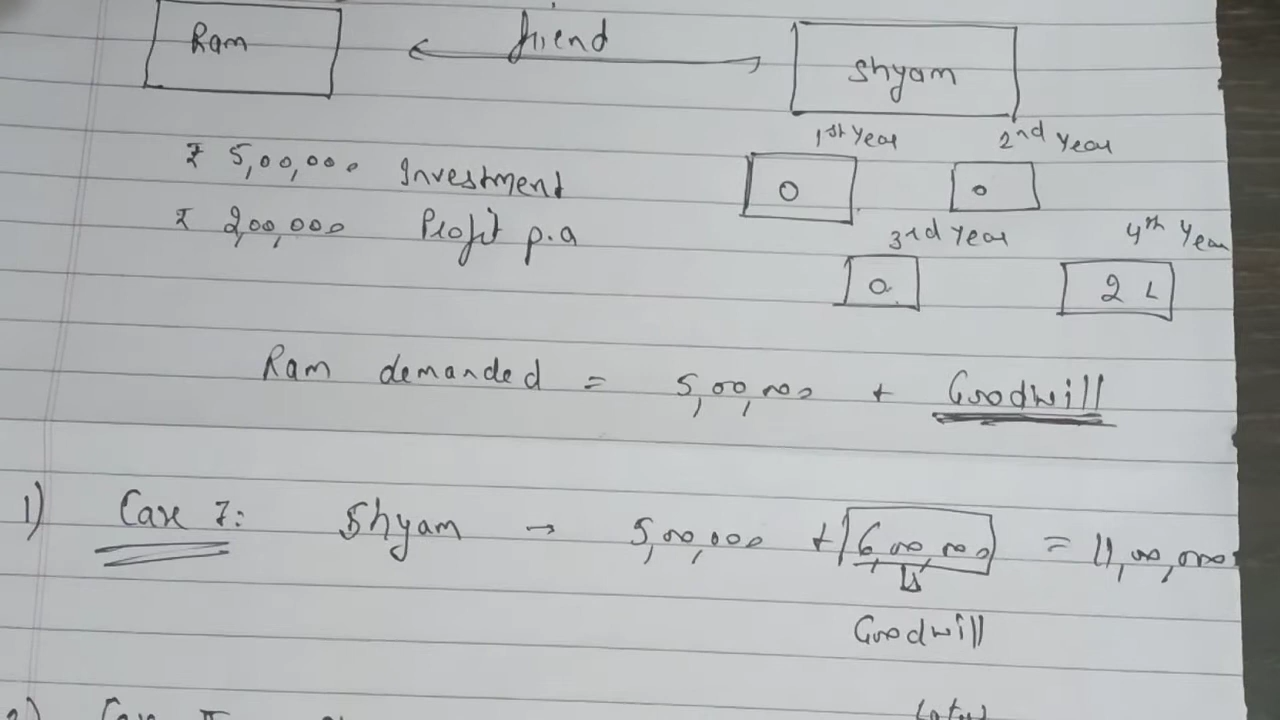 Ram friend Shyam
1st Year 2nd Year
₹ 5,00,000 Investment 0 0
₹ 2,00,000 Profit p.a 3rd Year 4th Year
0 2 L
Ram demanded = 5,00,000 + Goodwill
1) Case I: Shyam → 5,00,000 + 6,00,000 = 11,00,000
Goodwill